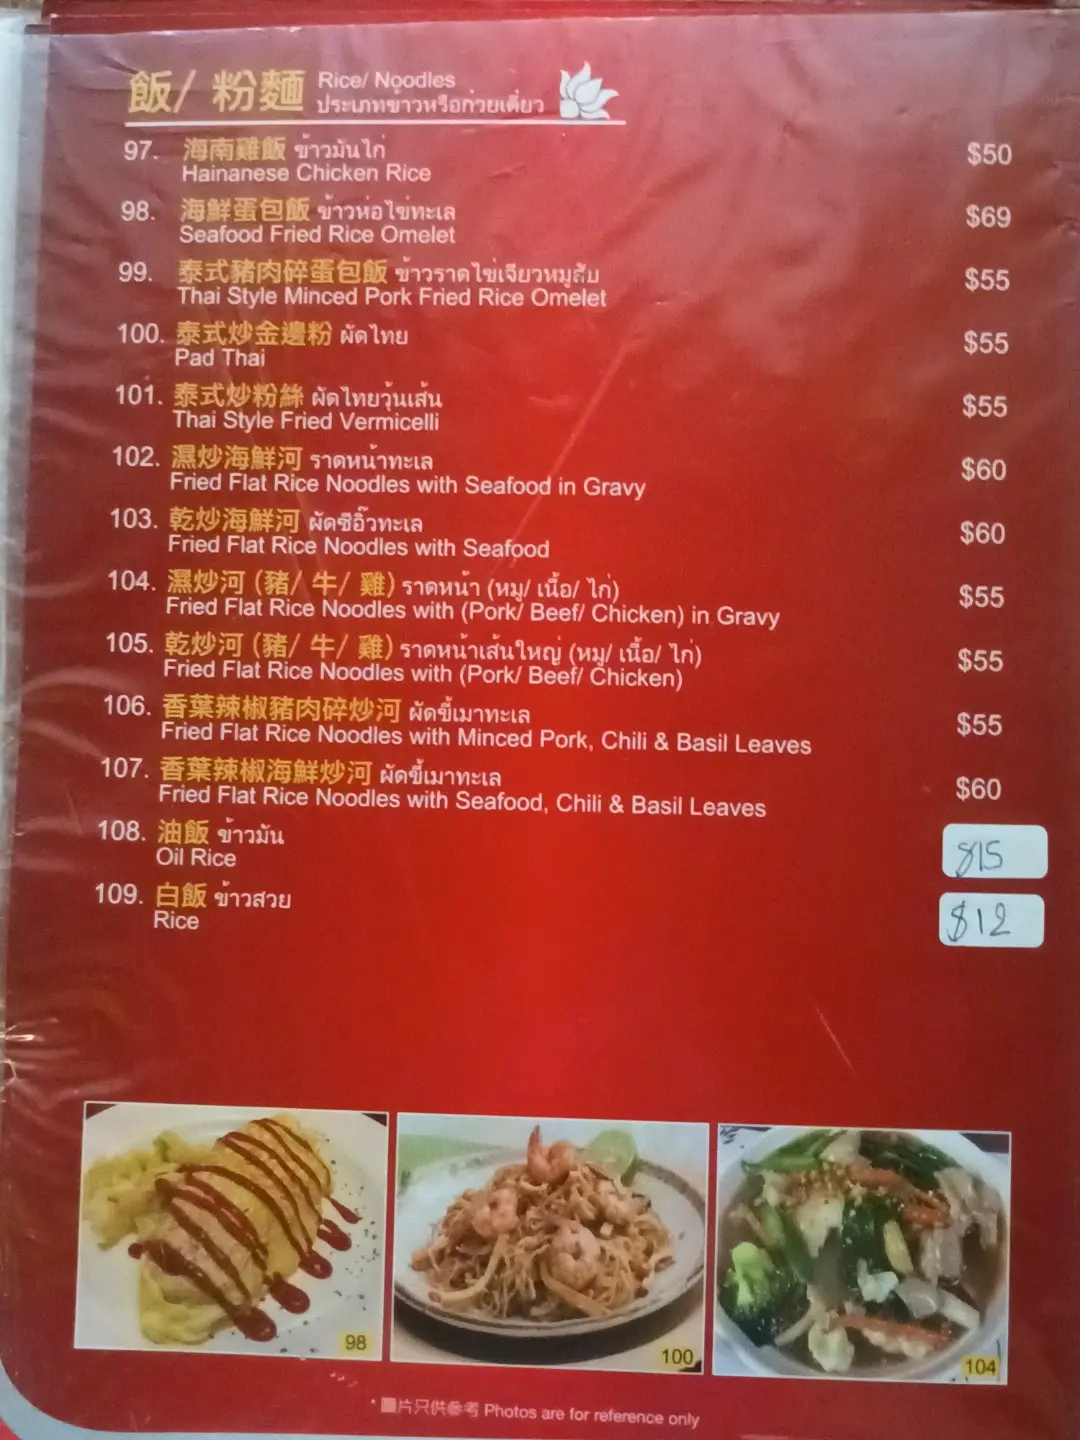 飯/ 粉麵 Rice/ Noodles
ประเภทข้าวหรือก๋วยเตี่ยว
97. 海南雞飯 ข้าวมันไก่ $50
Hainanese Chicken Rice
98. 海鮮蛋包飯 ข้าวห่อไข่ทะเล $69
Seafood Fried Rice Omelet
99. 泰式豬肉碎蛋包飯 ข้าวราดไข่เจียวหมูสับ $55
Thai Style Minced Pork Fried Rice Omelet
100. 泰式炒金邊粉 ผัดไทย $55
Pad Thai
101. 泰式炒粉絲 ผัดไทยวุ้นเส้น $55
Thai Style Fried Vermicelli
102. 濕炒海鮮河 ราดหน้าทะเล $60
Fried Flat Rice Noodles with Seafood in Gravy
103. 乾炒海鮮河 ผัดซีอิ๊วทะเล $60
Fried Flat Rice Noodles with Seafood
104. 濕炒河 (豬/ 牛/ 雞) ราดหน้า (หมู/ เนื้อ/ ไก่) $55
Fried Flat Rice Noodles with (Pork/ Beef/ Chicken) in Gravy
105. 乾炒河 (豬/ 牛/ 雞) ราดหน้าเส้นใหญ่ (หมู/ เนื้อ/ ไก่) $55
Fried Flat Rice Noodles with (Pork/ Beef/ Chicken)
106. 香葉辣椒豬肉碎炒河 ผัดขี้เมาทะเล $55
Fried Flat Rice Noodles with Minced Pork, Chili & Basil Leaves
107. 香葉辣椒海鮮炒河 ผัดขี้เมาทะเล $60
Fried Flat Rice Noodles with Seafood, Chili & Basil Leaves
108. 油飯 ข้าวมัน $15
Oil Rice
109. 白飯 ข้าวสวย $12
Rice
98
100
104
* 圖片只供參考 Photos are for reference only